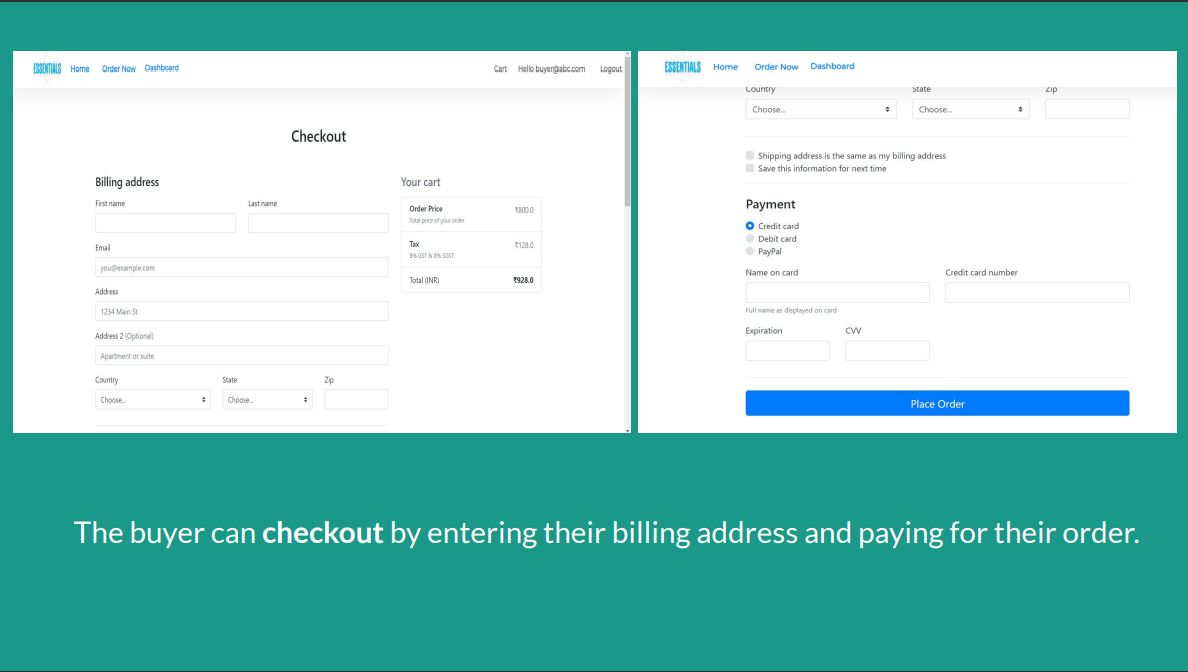 ESSENTIALS Home Order Now Dashboard Cart Hello buyer@abc.com Logout
Checkout
Billing address
First name Last name
Email
you@example.com
Address
1234 Main St
Address 2 (Optional)
Apartment or suite
Country State Zip
Choose... Choose...
Your cart
Order Price ₹800.0
Total price of your order
Tax ₹128.0
8% GST & 8% SGST
Total (INR) ₹928.0
ESSENTIALS Home Order Now Dashboard
Country State Zip
Choose... Choose...
Shipping address is the same as my billing address
Save this information for next time
Payment
Credit card
Debit card
PayPal
Name on card Credit card number
Full name as displayed on card
Expiration CVV
Place Order
The buyer can checkout by entering their billing address and paying for their order.